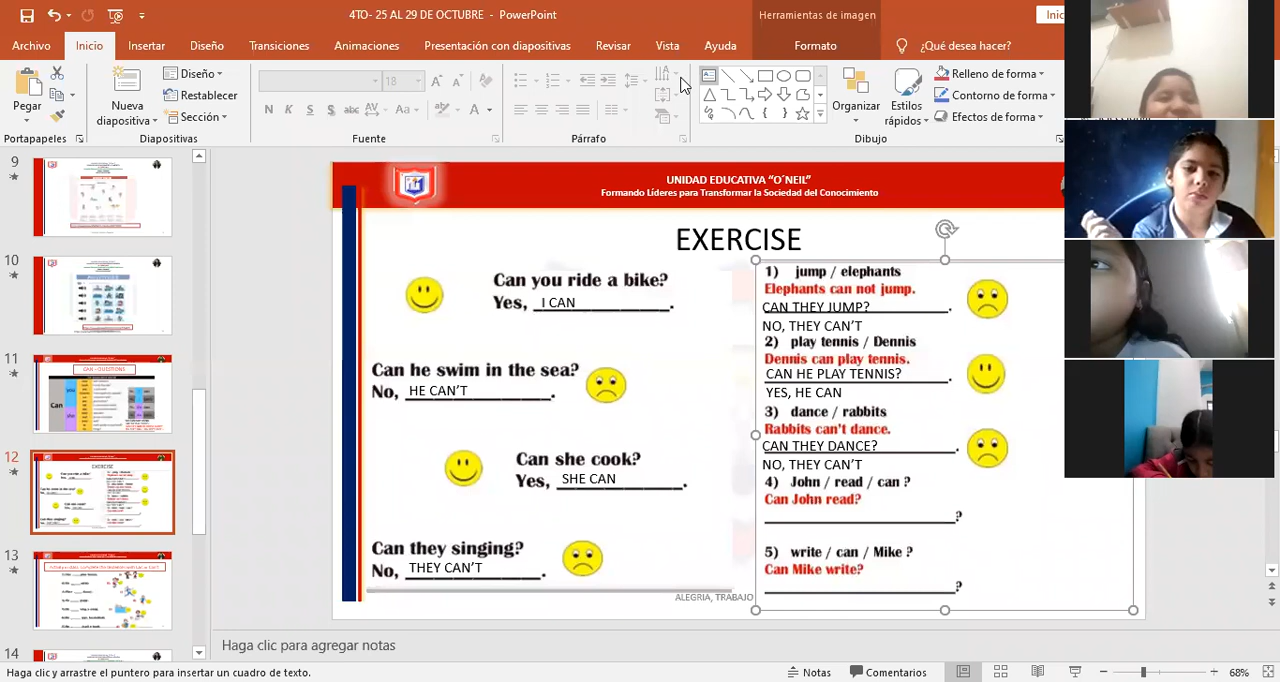 4TO- 25 AL 29 DE OCTUBRE - PowerPoint
Herramientas de imagen
Inic
Archivo Inicio Insertar Diseño Transiciones Animaciones Presentación con diapositivas Revisar Vista Ayuda Formato ¿Qué desea hacer?
Pegar
Nueva diapositiva
Diseño
Restablecer
Sección
18
N K S S abc AV Aa
Organizar
Estilos rápidos
Relleno de forma
Contorno de forma
Efectos de forma
Portapapeles Diapositivas Fuente Párrafo Dibujo
9
10
11
12
13
14
UNIDAD EDUCATIVA "O´NEIL"
Formando Líderes para Transformar la Sociedad del Conocimiento
EXERCISE
Can you ride a bike?
Yes, I CAN.
Can he swim in the sea?
No, HE CAN'T.
Can she cook?
Yes, SHE CAN.
Can they singing?
No, THEY CAN'T.
1) jump / elephants
Elephants can not jump.
CAN THEY JUMP?.
NO, THEY CAN'T
2) play tennis / Dennis
Dennis can play tennis.
CAN HE PLAY TENNIS?.
YES, HE CAN
3) dance / rabbits
Rabbits can't dance.
CAN THEY DANCE?.
NO, THEY CAN'T
4) John / read / can ?
Can John read?
?
5) write / can / Mike ?
Can Mike write?
?
ALEGRIA, TRABAJO
Haga clic para agregar notas
Haga clic y arrastre el puntero para insertar un cuadro de texto.
Notas Comentarios 68%